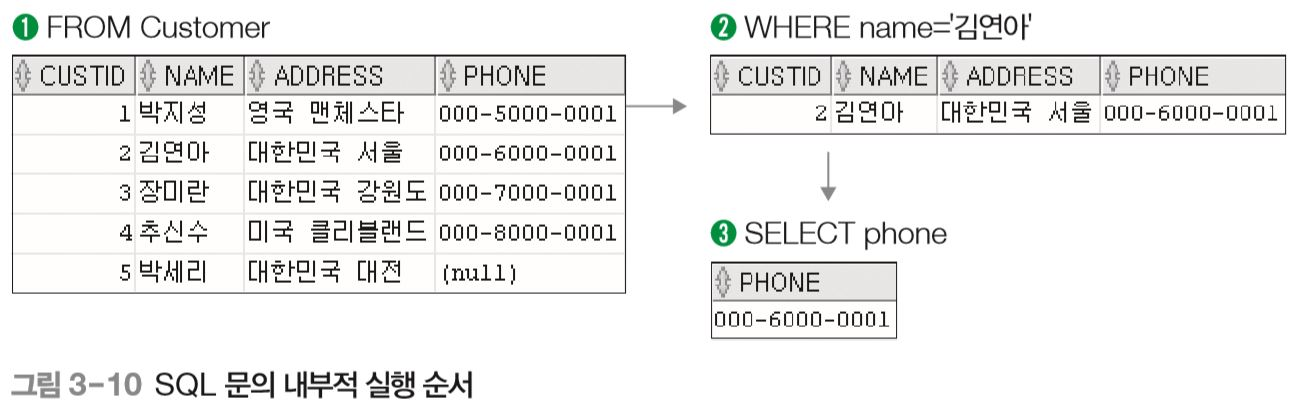 ❶ FROM Customer
CUSTID NAME ADDRESS PHONE
1 박지성 영국 맨체스타 000-5000-0001
2 김연아 대한민국 서울 000-6000-0001
3 장미란 대한민국 강원도 000-7000-0001
4 추신수 미국 클리블랜드 000-8000-0001
5 박세리 대한민국 대전 (null)
❷ WHERE name='김연아'
CUSTID NAME ADDRESS PHONE
2 김연아 대한민국 서울 000-6000-0001
❸ SELECT phone
PHONE
000-6000-0001
그림 3-10 SQL 문의 내부적 실행 순서